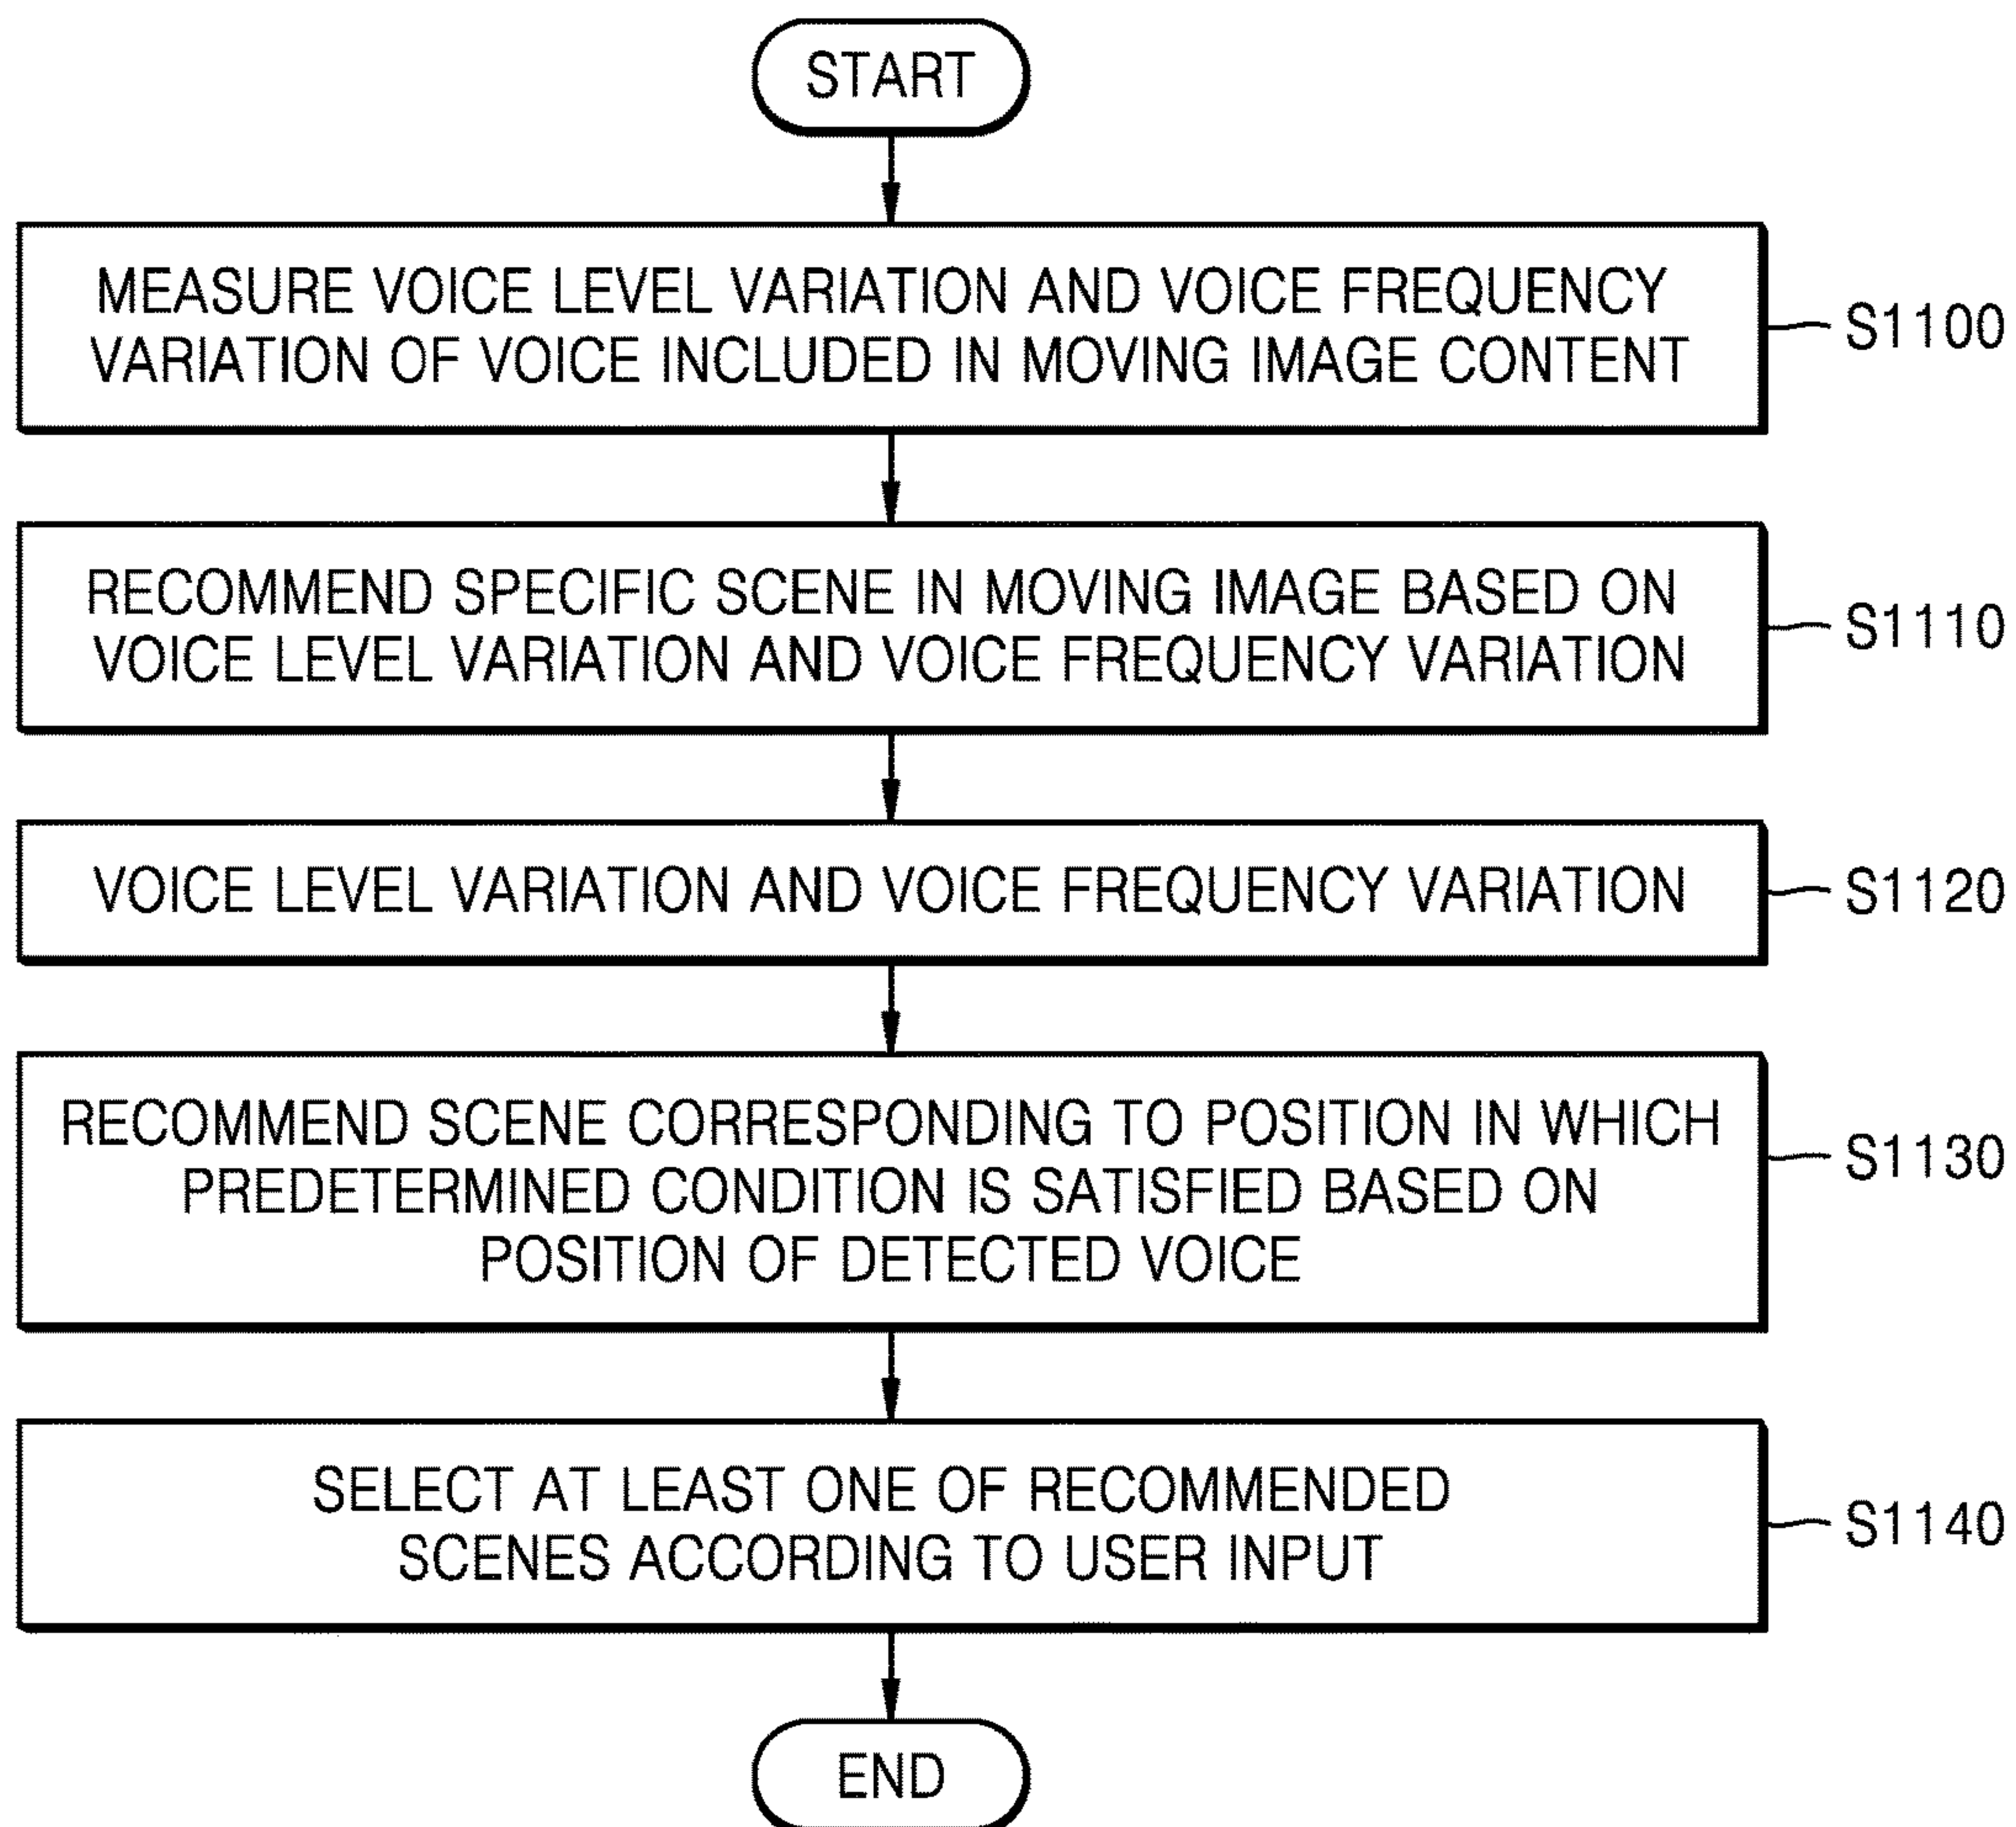 START
MEASURE VOICE LEVEL VARIATION AND VOICE FREQUENCY
VARIATION OF VOICE INCLUDED IN MOVING IMAGE CONTENT
S1100
RECOMMEND SPECIFIC SCENE IN MOVING IMAGE BASED ON
VOICE LEVEL VARIATION AND VOICE FREQUENCY VARIATION
S1110
VOICE LEVEL VARIATION AND VOICE FREQUENCY VARIATION
S1120
RECOMMEND SCENE CORRESPONDING TO POSITION IN WHICH
PREDETERMINED CONDITION IS SATISFIED BASED ON
POSITION OF DETECTED VOICE
S1130
SELECT AT LEAST ONE OF RECOMMENDED
SCENES ACCORDING TO USER INPUT
S1140
END